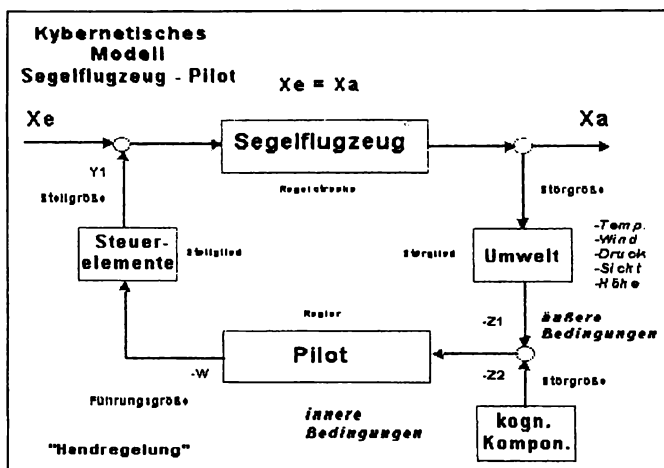 Kybernetisches
Modell
Segelflugzeug - Pilot
Xe = Xa
Xe
Segelflugzeug
Xa
Y1
Stellgröße
Regelstrecke
Störgröße
Steuer-
elemente
Stellglied
Störglied
Umwelt
-Temp.
-Wind
-Druck
-Sicht
-Höhe
Regler
-Z1
äußere
Bedingungen
Pilot
-W
-Z2
Störgröße
Führungsgröße
innere
Bedingungen
kogn.
Kompon.
"Handregelung"